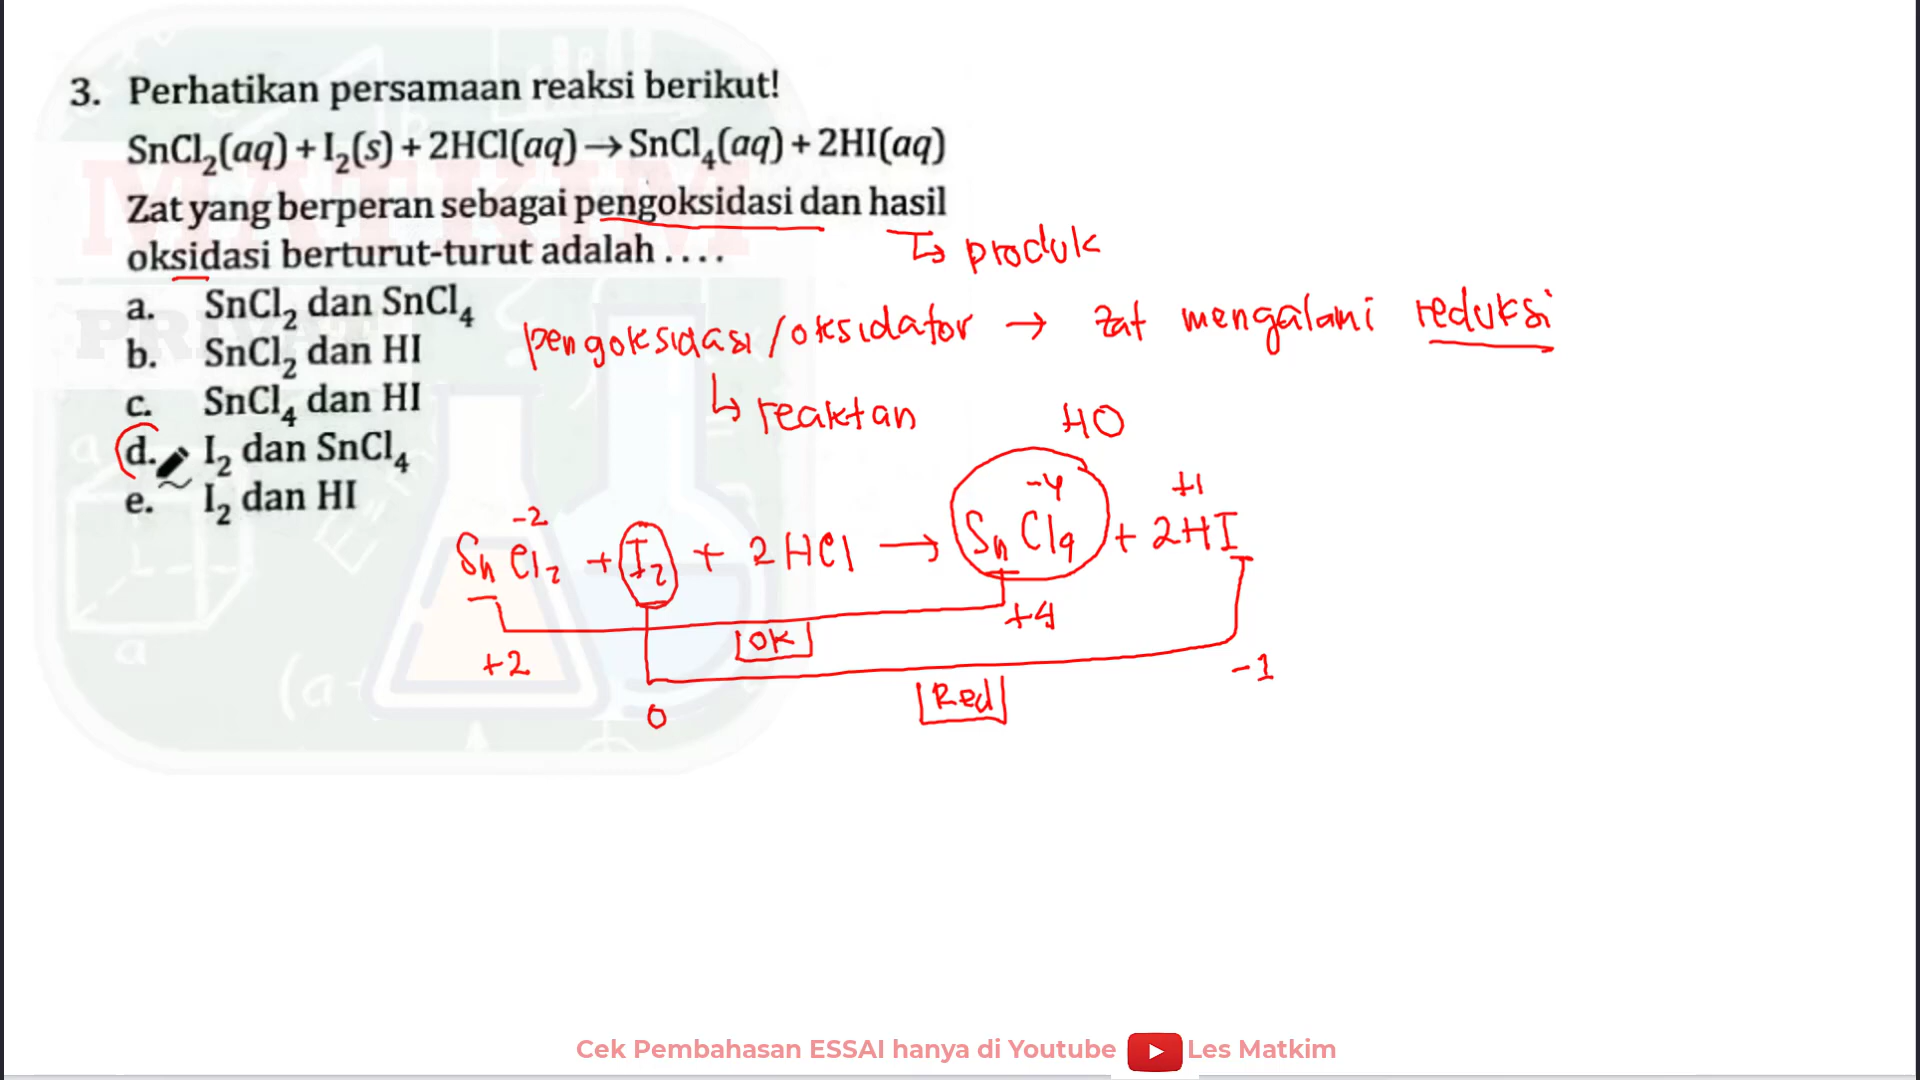 3. Perhatikan persamaan reaksi berikut!
SnCl₂(aq) + I₂(s) + 2HCl(aq) → SnCl₄(aq) + 2HI(aq)
Zat yang berperan sebagai pengoksidasi dan hasil
oksidasi berturut-turut adalah . . . .
a. SnCl₂ dan SnCl₄
b. SnCl₂ dan HI
c. SnCl₄ dan HI
d. I₂ dan SnCl₄
e. I₂ dan HI
↳ produk
pengoksidasi / oksidator → zat mengalami reduksi
↳ reaktan
+10
-2 -4 +1
SnCl₂ + I₂ + 2HCl → SnCl₄ + 2HI
+2 OK +4
0 Red -1
MATKIM
PRI
Cek Pembahasan ESSAI hanya di Youtube Les Matkim